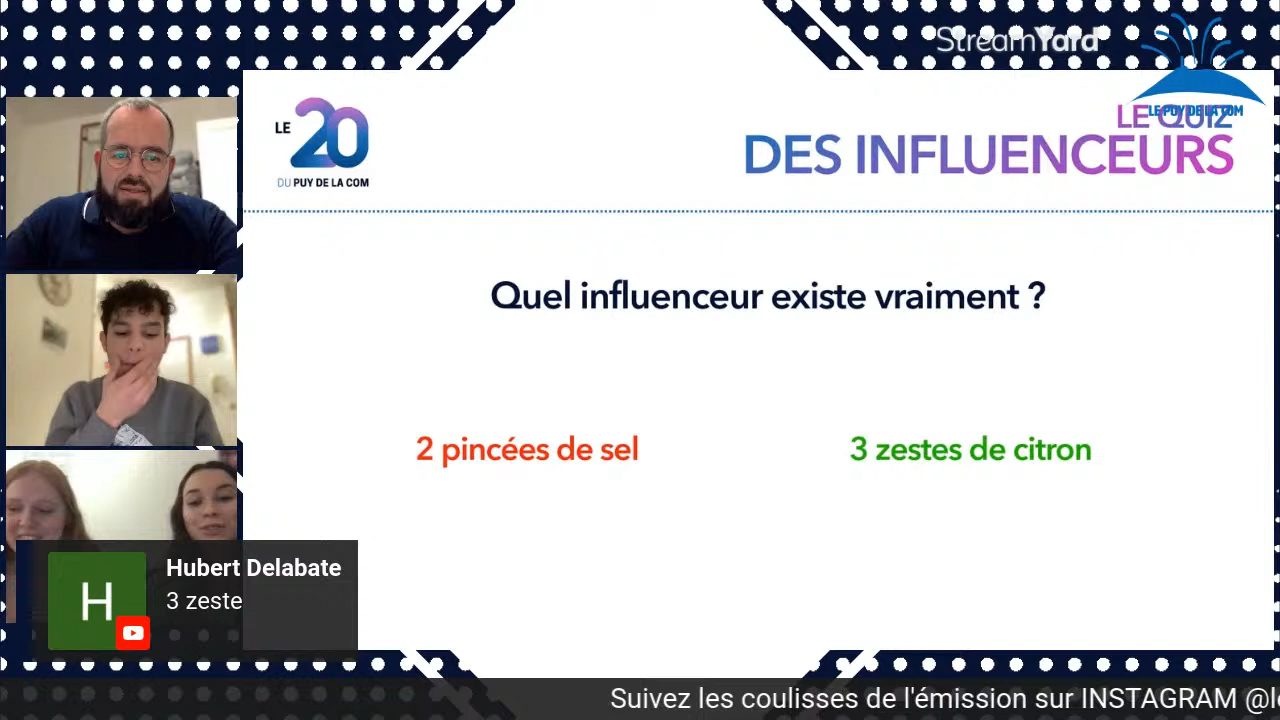 StreamYard
LE PUY DE LA COM
LE 20
DU PUY DE LA COM
LE QUIZ
DES INFLUENCEURS
Quel influenceur existe vraiment ?
2 pincées de sel
3 zestes de citron
H
Hubert Delabate
3 zeste
Suivez les coulisses de l'émission sur INSTAGRAM @l